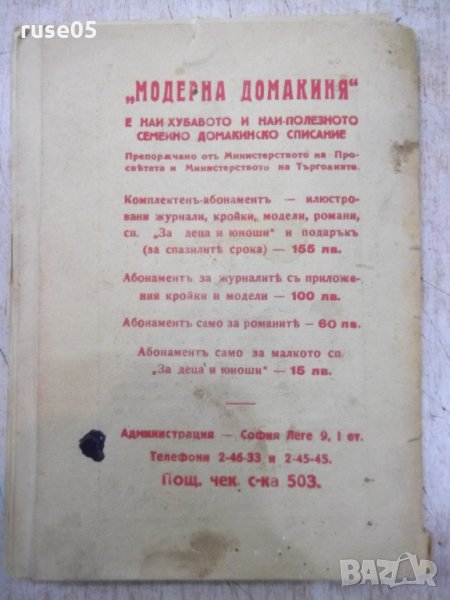 ruse05
„МОДЕРНА ДОМАКИНЯ“
Е НАИ-ХУБАВОТО И НАИ-ПОЛЕЗНОТО
СЕМЕЙНО ДОМАКИНСКО СПИСАНИЕ
Препоръчано отъ Министерството на Про-
свѣтата и Министерството на Търговията.
Комплектенъ-абонаментъ — илюстро-
вани журнали, кройки, модели, романи,
сп. „За деца и юноши“ и подаръкъ
(за спазилитѣ срока) — 155 лв.
Абонаментъ за журналитѣ съ приложе-
ния кройки и модели — 100 лв.
Абонаментъ само за романитѣ — 60 лв.
Абонаментъ само за малкото сп.
„За деца и юноши“ — 15 лв.
Администрация — София Леге 9, I ет.
Телефони 2-46-33 и 2-45-45.
Пощ. чек. с-ка 503.
BAZAR
.bg